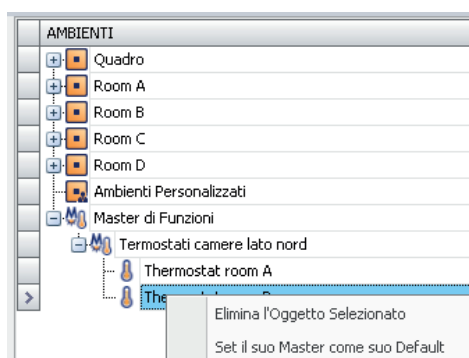 AMBIENTI
Quadro
Room A
Room B
Room C
Room D
Ambienti Personalizzati
Master di Funzioni
Termostati camere lato nord
Thermostat room A
Elimina l'Oggetto Selezionato
Set il suo Master come suo Default